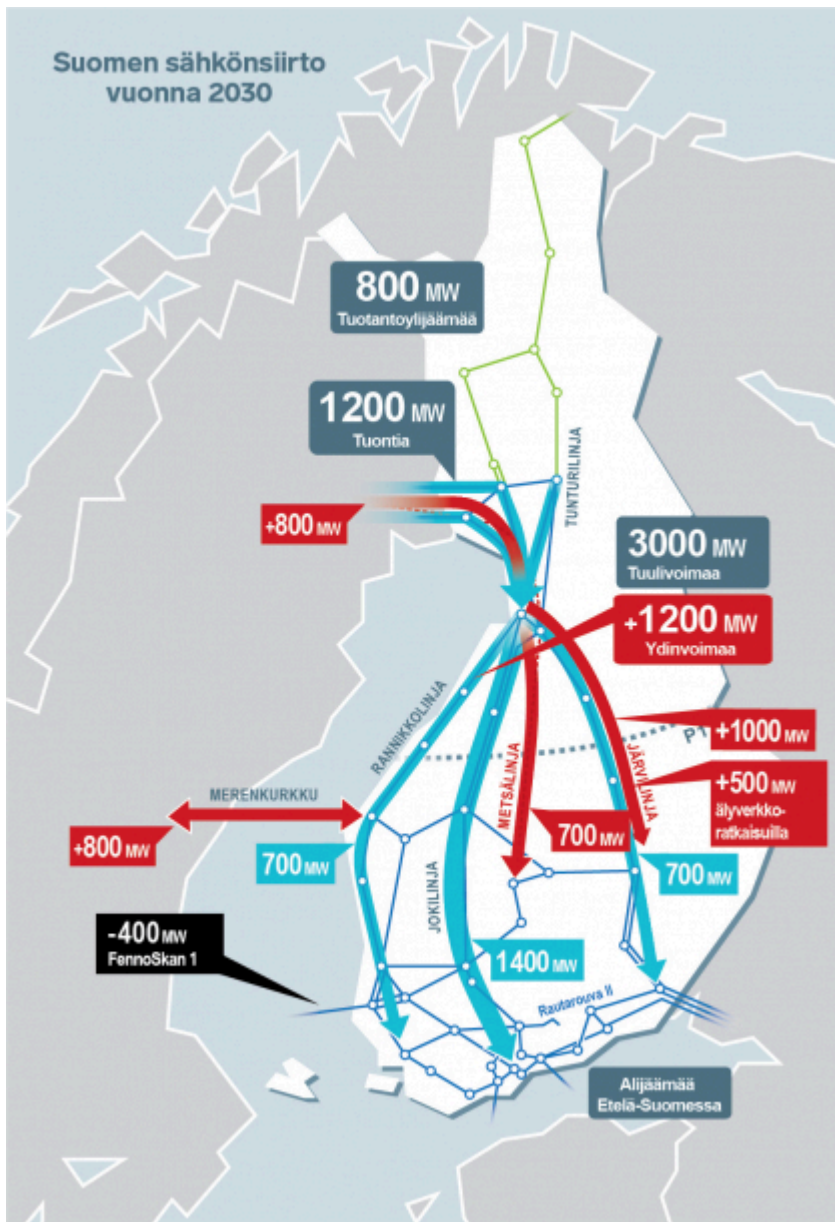 Suomen sähkönsiirto
vuonna 2030
800 MW
Tuotantoylijäämää
1200 MW
Tuontia
TUNTURILINJA
+800 MW
3000 MW
Tuulivoimaa
+1200 MW
Ydinvoimaa
RANNIKKOLINJA
P1
+1000 MW
METSÄLINJA
JÄRVILINJA
+500 MW
älyverkko-
ratkaisuilla
MERENKURKKU
+800 MW
700 MW
700 MW
700 MW
JOKILINJA
-400 MW
FennoSkan 1
1400 MW
Rautarouva II
Alijäämää
Etelä-Suomessa